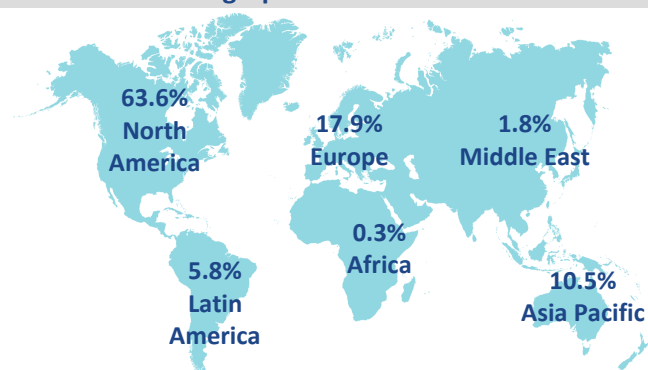 63.6%
North
America
17.9%
Europe
1.8%
Middle East
0.3%
Africa
5.8%
Latin
America
10.5%
Asia Pacific